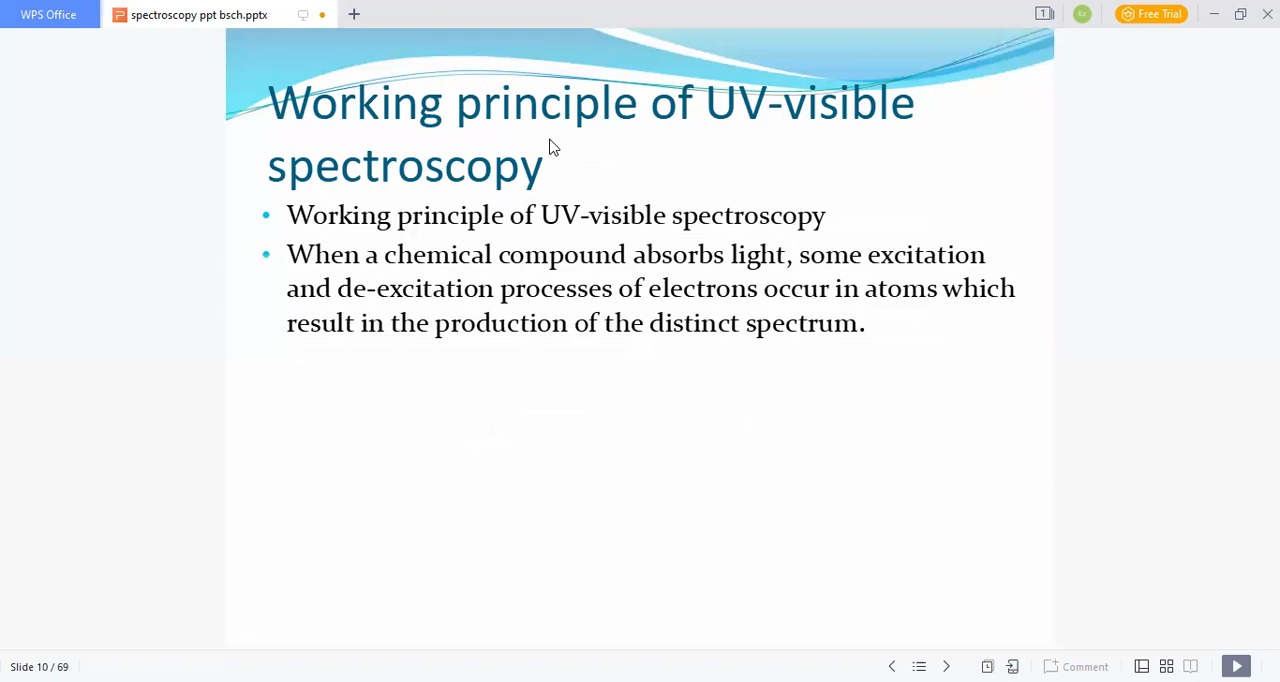 WPS Office
spectroscopy ppt bsch.pptx
1
Free Trial
Working principle of UV-visible
spectroscopy
• Working principle of UV-visible spectroscopy
• When a chemical compound absorbs light, some excitation
and de-excitation processes of electrons occur in atoms which
result in the production of the distinct spectrum.
Slide 10 / 69
Comment